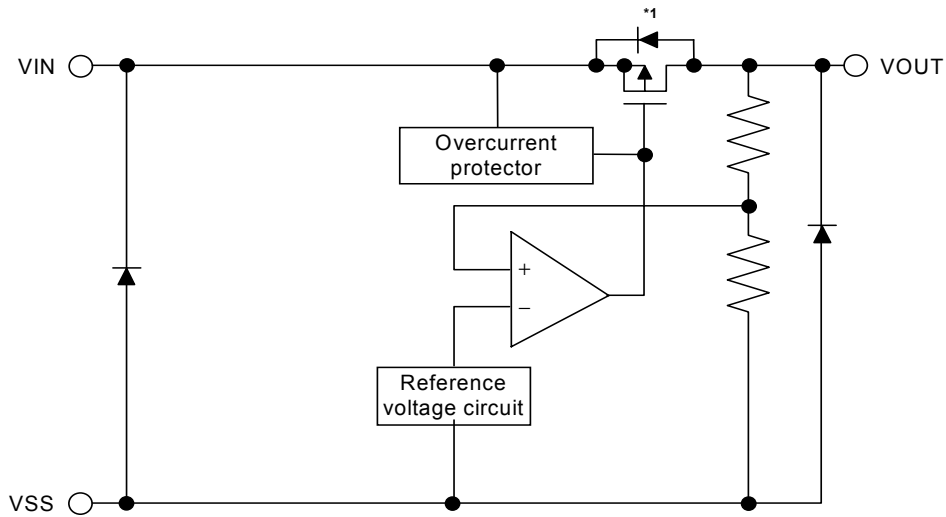 *1
VIN
VOUT
Overcurrent
protector
+
−
Reference
voltage circuit
VSS